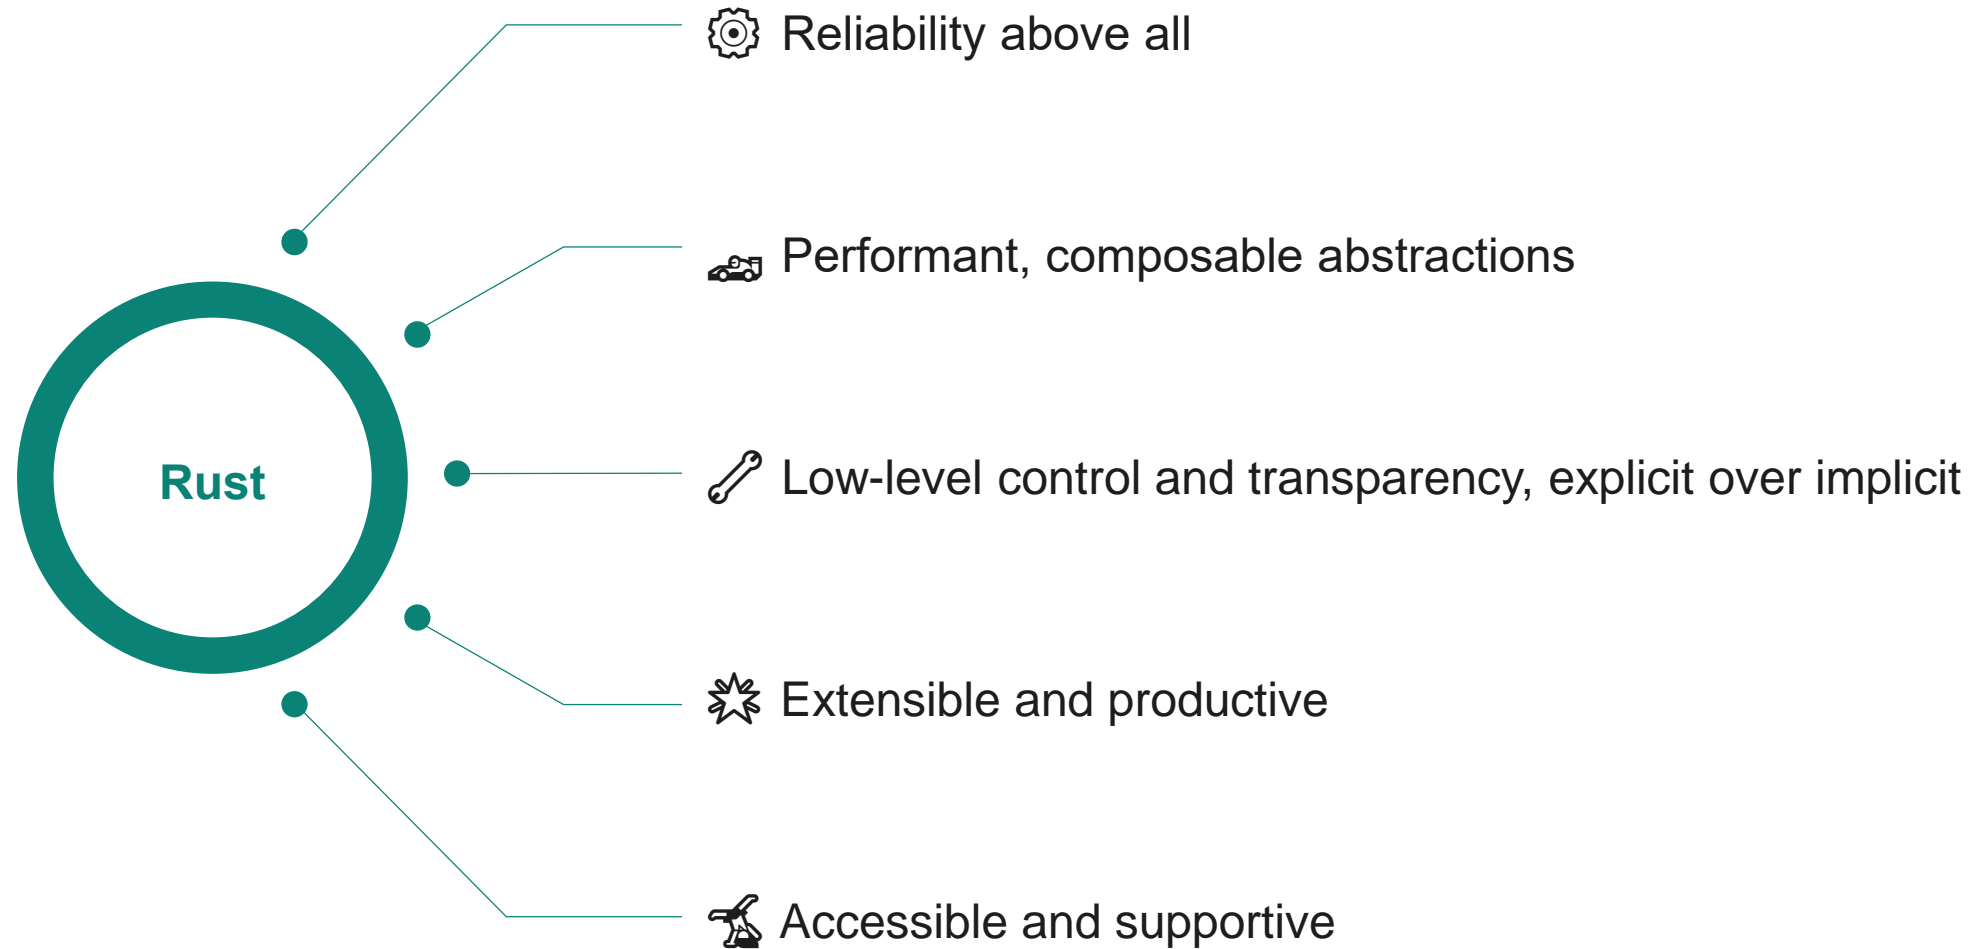 Reliability above all
Performant, composable abstractions
Rust
Low-level control and transparency, explicit over implicit
Extensible and productive
Accessible and supportive